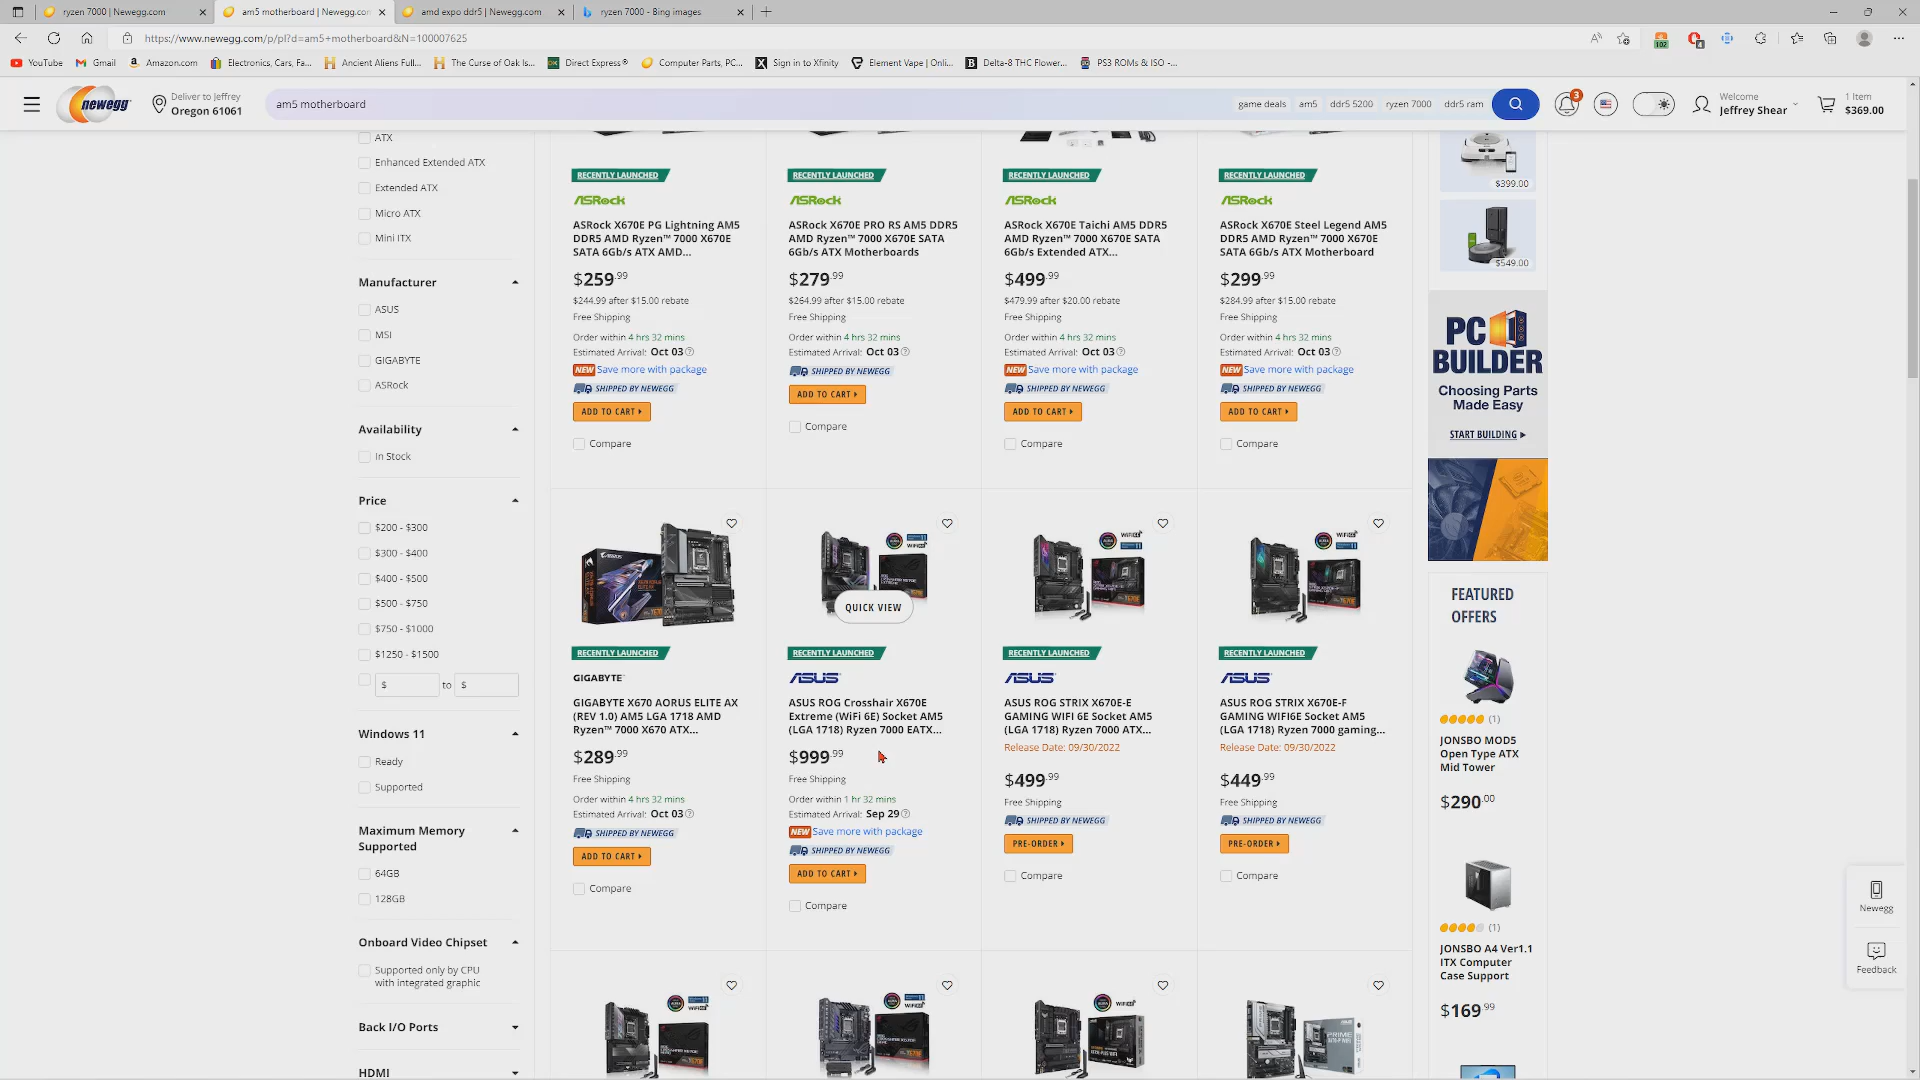 ryzen 7000 | Newegg.com
am5 motherboard | Newegg.com
amd expo ddr5 | Newegg.com
ryzen 7000 - Bing images
https://www.newegg.com/p/pl?d=am5+motherboard&N=100007625
102
4
YouTube
Gmail
Amazon.com
Electronics, Cars, Fa...
Ancient Aliens Full...
The Curse of Oak Is...
Direct Express®
Computer Parts, PC...
Sign in to Xfinity
Element Vape | Onli...
Delta-8 THC Flower...
PS3 ROMs & ISO -...
newegg
Deliver to Jeffrey
Oregon 61061
am5 motherboard
game deals
am5
ddr5 5200
ryzen 7000
ddr5 ram
3
Welcome
Jeffrey Shear
1 Item
$369.00
ATX
Enhanced Extended ATX
Extended ATX
Micro ATX
Mini ITX
Manufacturer
ASUS
MSI
GIGABYTE
ASRock
Availability
In Stock
Price
$200 - $300
$300 - $400
$400 - $500
$500 - $750
$750 - $1000
$1250 - $1500
$ to $
Windows 11
Ready
Supported
Maximum Memory
Supported
64GB
128GB
Onboard Video Chipset
Supported only by CPU
with integrated graphic
Back I/O Ports
HDMI
RECENTLY LAUNCHED
ASRock
ASRock X670E PG Lightning AM5
DDR5 AMD Ryzen™ 7000 X670E
SATA 6Gb/s ATX AMD...
$259.99
$244.99 after $15.00 rebate
Free Shipping
Order within 4 hrs 32 mins
Estimated Arrival: Oct 03
NEW Save more with package
SHIPPED BY NEWEGG
ADD TO CART
Compare
RECENTLY LAUNCHED
ASRock
ASRock X670E PRO RS AM5 DDR5
AMD Ryzen™ 7000 X670E SATA
6Gb/s ATX Motherboards
$279.99
$264.99 after $15.00 rebate
Free Shipping
Order within 4 hrs 32 mins
Estimated Arrival: Oct 03
SHIPPED BY NEWEGG
ADD TO CART
Compare
RECENTLY LAUNCHED
ASRock
ASRock X670E Taichi AM5 DDR5
AMD Ryzen™ 7000 X670E SATA
6Gb/s Extended ATX...
$499.99
$479.99 after $20.00 rebate
Free Shipping
Order within 4 hrs 32 mins
Estimated Arrival: Oct 03
NEW Save more with package
SHIPPED BY NEWEGG
ADD TO CART
Compare
RECENTLY LAUNCHED
ASRock
ASRock X670E Steel Legend AM5
DDR5 AMD Ryzen™ 7000 X670E
SATA 6Gb/s ATX Motherboard
$299.99
$284.99 after $15.00 rebate
Free Shipping
Order within 4 hrs 32 mins
Estimated Arrival: Oct 03
NEW Save more with package
SHIPPED BY NEWEGG
ADD TO CART
Compare
RECENTLY LAUNCHED
GIGABYTE
GIGABYTE X670 AORUS ELITE AX
(REV 1.0) AM5 LGA 1718 AMD
Ryzen™ 7000 X670 ATX...
$289.99
Free Shipping
Order within 4 hrs 32 mins
Estimated Arrival: Oct 03
SHIPPED BY NEWEGG
ADD TO CART
Compare
QUICK VIEW
RECENTLY LAUNCHED
ASUS
ASUS ROG Crosshair X670E
Extreme (WiFi 6E) Socket AM5
(LGA 1718) Ryzen 7000 EATX...
$999.99
Free Shipping
Order within 1 hr 32 mins
Estimated Arrival: Sep 29
NEW Save more with package
SHIPPED BY NEWEGG
ADD TO CART
Compare
RECENTLY LAUNCHED
ASUS
ASUS ROG STRIX X670E-E
GAMING WIFI 6E Socket AM5
(LGA 1718) Ryzen 7000 ATX...
Release Date: 09/30/2022
$499.99
Free Shipping
SHIPPED BY NEWEGG
PRE-ORDER
Compare
RECENTLY LAUNCHED
ASUS
ASUS ROG STRIX X670E-F
GAMING WIFI6E Socket AM5
(LGA 1718) Ryzen 7000 gaming...
Release Date: 09/30/2022
$449.99
Free Shipping
SHIPPED BY NEWEGG
PRE-ORDER
Compare
$399.00
$549.00
PC
BUILDER
Choosing Parts
Made Easy
START BUILDING
FEATURED
OFFERS
(1)
JONSBO MOD5
Open Type ATX
Mid Tower
$290.00
(1)
JONSBO A4 Ver1.1
ITX Computer
Case Support
$169.99
Newegg
Feedback